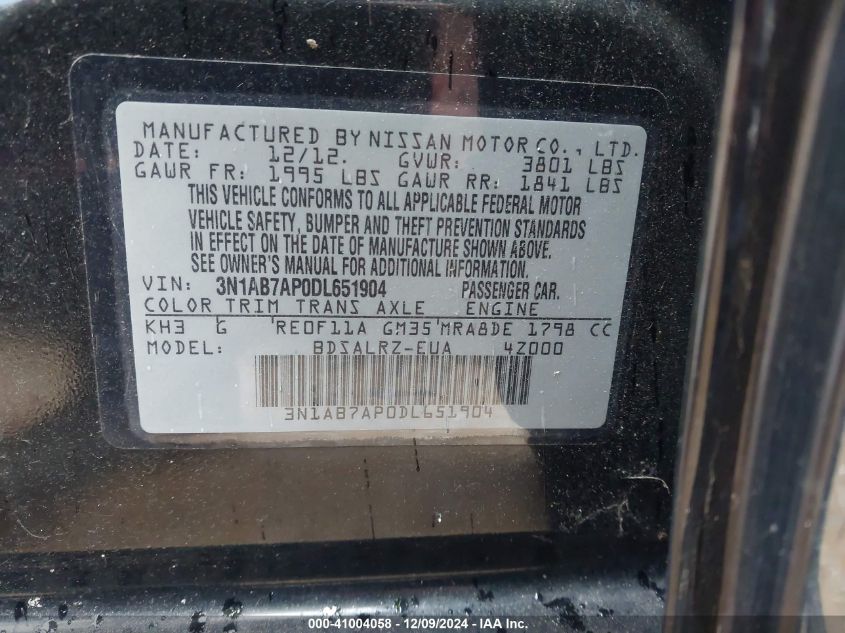 MANUFACTURED BY NISSAN MOTOR CO., LTD.
DATE: 12/12. GVWR: 3801 LBS
GAWR FR: 1995 LBS GAWR RR: 1841 LBS
THIS VEHICLE CONFORMS TO ALL APPLICABLE FEDERAL MOTOR
VEHICLE SAFETY, BUMPER AND THEFT PREVENTION STANDARDS
IN EFFECT ON THE DATE OF MANUFACTURE SHOWN ABOVE.
SEE OWNER'S MANUAL FOR ADDITIONAL INFORMATION.
VIN: 3N1AB7AP0DL651904 PASSENGER CAR.
COLOR TRIM TRANS AXLE ENGINE
KH3 G RE0F11A GM35 MRA8DE 1798 CC
MODEL: BDSALRZ-EUA 4Z000
3N1AB7AP0DL651904
000-41004058 - 12/09/2024 - IAA Inc.